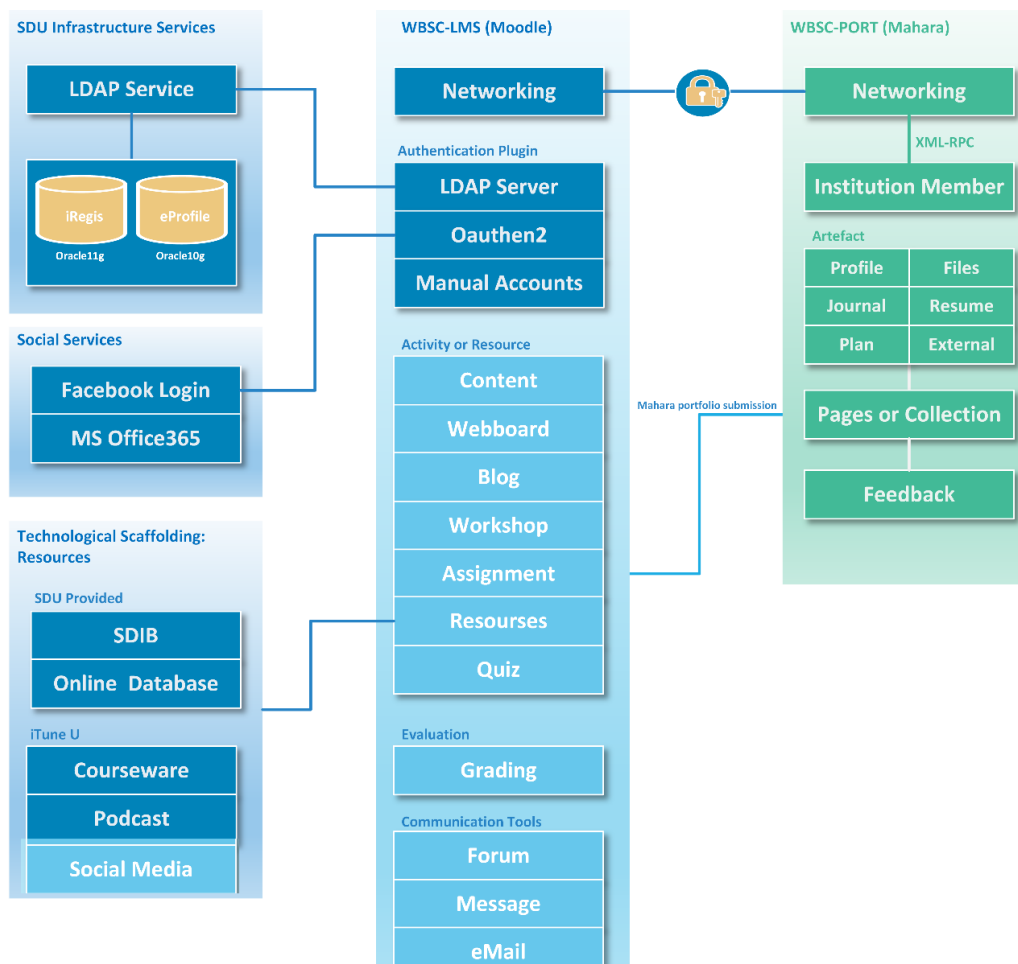 SDU Infrastructure Services
LDAP Service
iRegis
eProfile
Oracle11g
Oracle10g
Social Services
Facebook Login
MS Office365
Technological Scaffolding:
Resources
SDU Provided
SDIB
Online Database
iTune U
Courseware
Podcast
Social Media
WBSC-LMS (Moodle)
Networking
Authentication Plugin
LDAP Server
Oauthen2
Manual Accounts
Activity or Resource
Content
Webboard
Blog
Workshop
Assignment
Resourses
Quiz
Evaluation
Grading
Communication Tools
Forum
Message
eMail
Mahara portfolio submission
WBSC-PORT (Mahara)
Networking
XML-RPC
Institution Member
Artefact
Profile
Files
Journal
Resume
Plan
External
Pages or Collection
Feedback